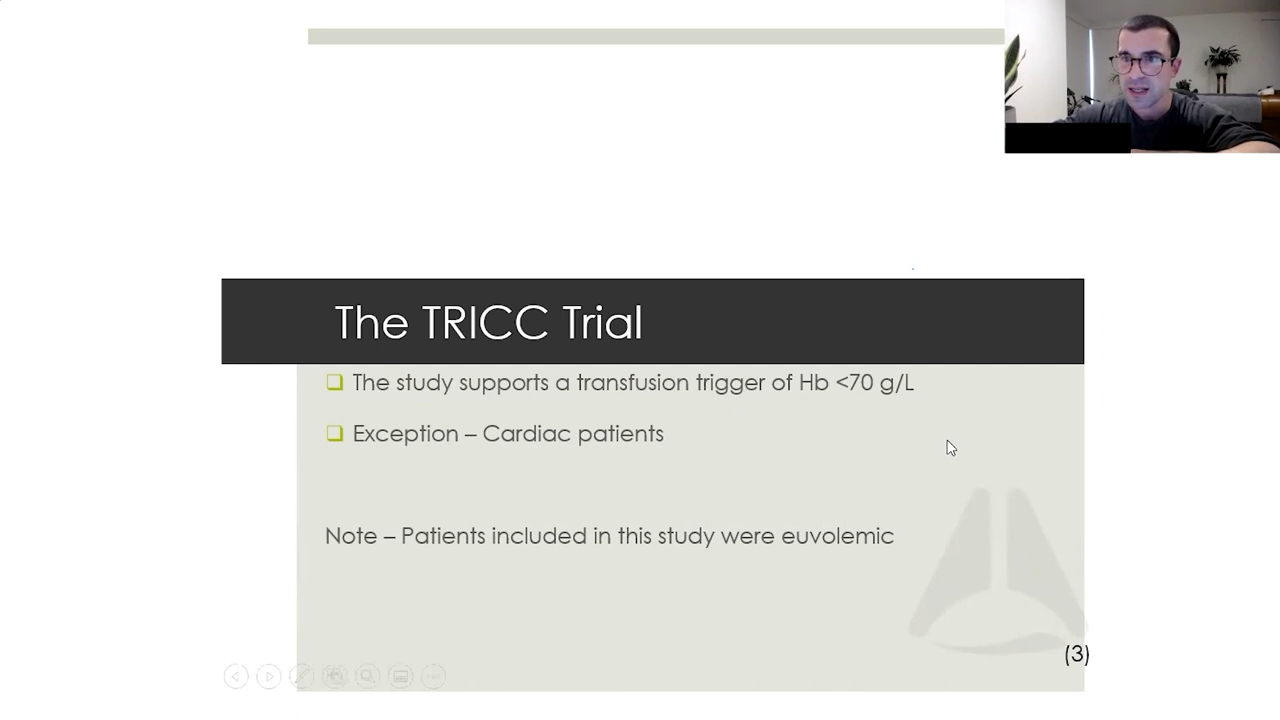 The TRICC Trial
The study supports a transfusion trigger of Hb <70 g/L
Exception – Cardiac patients
Note – Patients included in this study were euvolemic
(3)